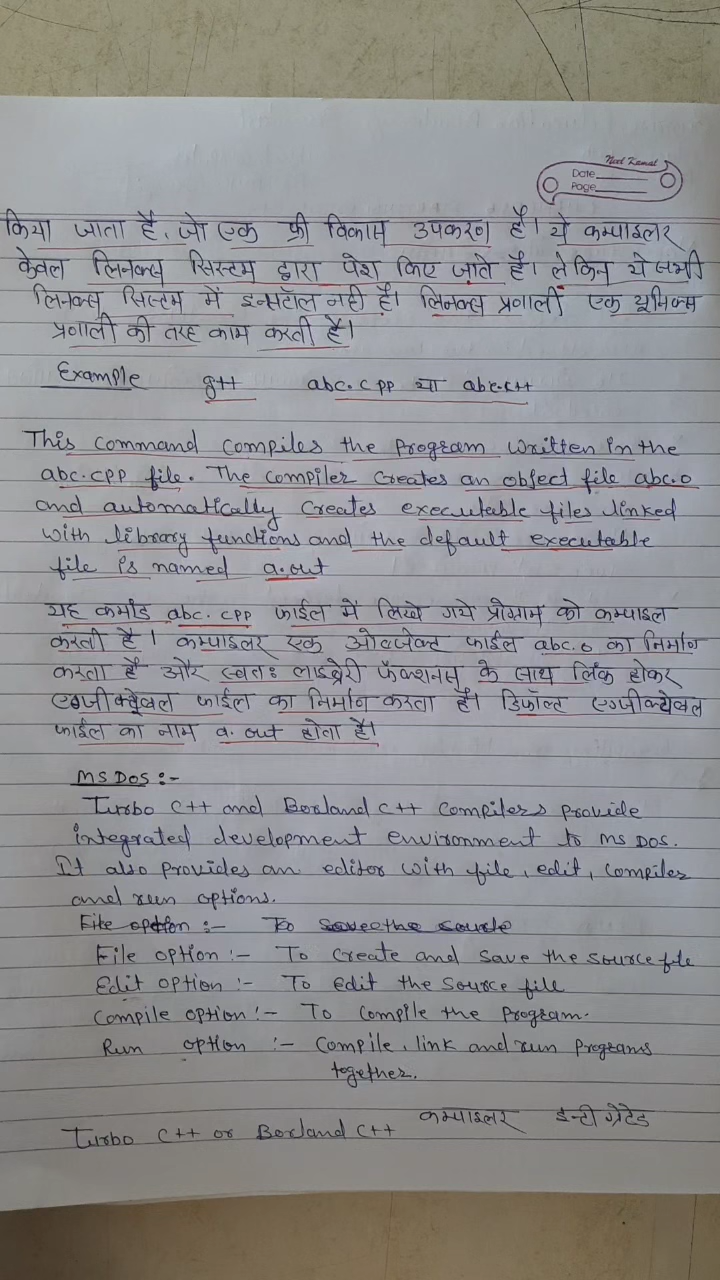 Neel Kamal
Date
Page
किया जाता है, जो एक फ्री विकास उपकरण है। ये कम्पाइलर
केवल लिनक्स सिस्टम द्वारा पेश किए जाते है। लेकिन ये सभी
लिनक्स सिस्टम में इन्सटॉल नही है। लिनक्स प्रणाली एक यूनिक्स
प्रणाली की तरह काम करती है।
Example g++ abc.cpp या abc.c++
This command compiles the program written in the
abc.cpp file. The compiler creates an object file abc.o
and automatically creates executable files linked
with library functions and the default executable
file is named a.out
यह कमांड abc.cpp फाईल में लिखे गये प्रोग्राम को कम्पाइल
करती है। कम्पाइलर एक ओब्जेक्ट फाईल abc.o का निर्माण
करता है और स्वतः लाइब्रेरी फॅक्शनस के साथ लिंक होकर
एग्जीक्यूेवल फाईल का निर्माण करता है। डिफॉल्ट एग्जीक्येवल
फाईल का नाम a.out होता है।
MS DOS :-
Turbo C++ and Borland C++ compilers provide
integrated development environment to MS DOS.
It also provides an editor with file, edit, compiler
and run options.
File option :- To savee the source
File option :- To create and save the source file
Edit option :- To edit the source file
Compile option :- To compile the program.
Run option :- Compile, link and run programs
together.
Turbo C++ or Borland C++ कम्पाइलर इन्टीग्रेटेड